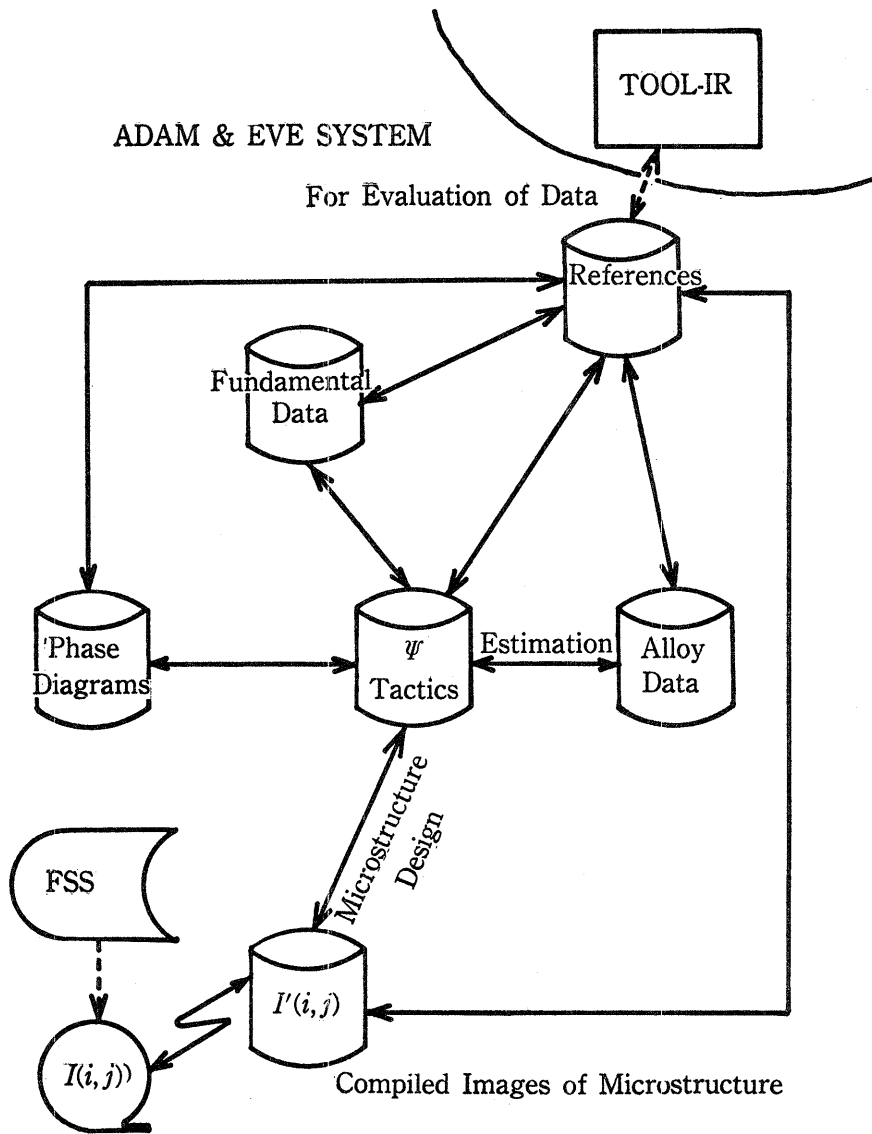 TOOL-IR
ADAM & EVE SYSTEM
For Evaluation of Data
References
Fundamental
Data
'Phase
Diagrams
Ψ
Tactics
Estimation
Alloy
Data
Microstructure
Design
FSS
I'(i, j)
I(i, j))
Compiled Images of Microstructure